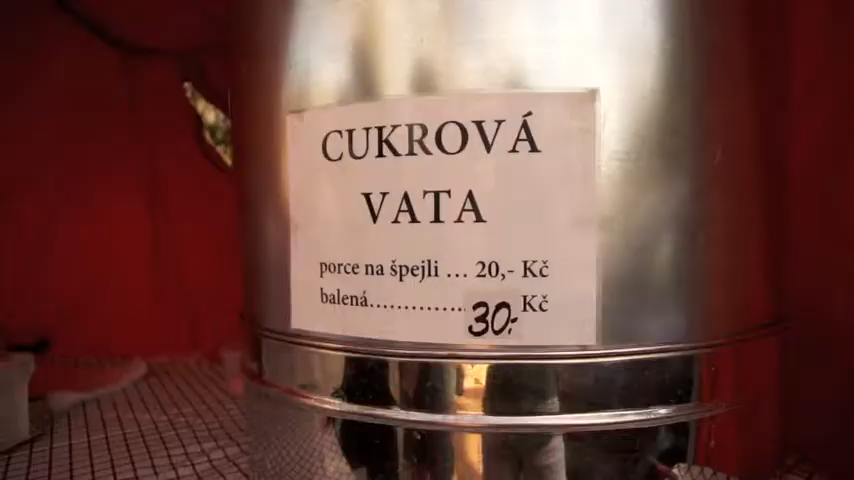 CUKROVÁ
VATA
porce na špejli ... 20,- Kč
balená............. 30,- Kč